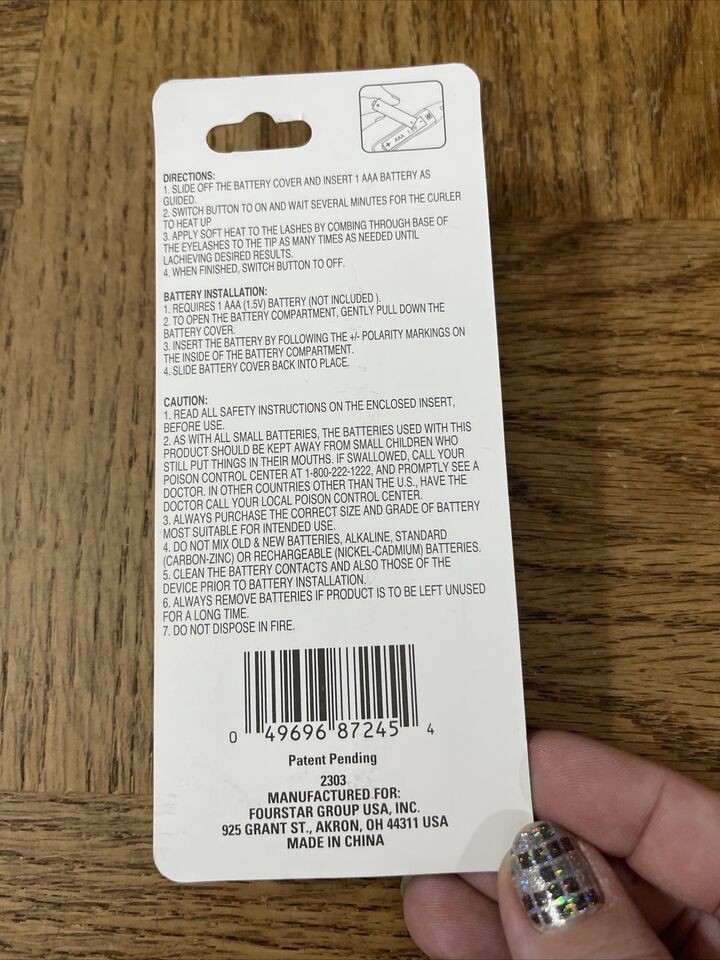 + AAA 1.5V -
DIRECTIONS:
1. SLIDE OFF THE BATTERY COVER AND INSERT 1 AAA BATTERY AS
GUIDED.
2. SWITCH BUTTON TO ON AND WAIT SEVERAL MINUTES FOR THE CURLER
TO HEAT UP
3. APPLY SOFT HEAT TO THE LASHES BY COMBING THROUGH BASE OF
THE EYELASHES TO THE TIP AS MANY TIMES AS NEEDED UNTIL
LACHIEVING DESIRED RESULTS.
4. WHEN FINISHED, SWITCH BUTTON TO OFF.
BATTERY INSTALLATION:
1. REQUIRES 1 AAA (1.5V) BATTERY (NOT INCLUDED ).
2. TO OPEN THE BATTERY COMPARTMENT, GENTLY PULL DOWN THE
BATTERY COVER.
3. INSERT THE BATTERY BY FOLLOWING THE +/- POLARITY MARKINGS ON
THE INSIDE OF THE BATTERY COMPARTMENT.
4. SLIDE BATTERY COVER BACK INTO PLACE.
CAUTION:
1. READ ALL SAFETY INSTRUCTIONS ON THE ENCLOSED INSERT,
BEFORE USE.
2. AS WITH ALL SMALL BATTERIES, THE BATTERIES USED WITH THIS
PRODUCT SHOULD BE KEPT AWAY FROM SMALL CHILDREN WHO
STILL PUT THINGS IN THEIR MOUTHS. IF SWALLOWED, CALL YOUR
POISON CONTROL CENTER AT 1-800-222-1222, AND PROMPTLY SEE A
DOCTOR. IN OTHER COUNTRIES OTHER THAN THE U.S., HAVE THE
DOCTOR CALL YOUR LOCAL POISON CONTROL CENTER.
3. ALWAYS PURCHASE THE CORRECT SIZE AND GRADE OF BATTERY
MOST SUITABLE FOR INTENDED USE.
4. DO NOT MIX OLD & NEW BATTERIES, ALKALINE, STANDARD
(CARBON-ZINC) OR RECHARGEABLE (NICKEL-CADMIUM) BATTERIES.
5. CLEAN THE BATTERY CONTACTS AND ALSO THOSE OF THE
DEVICE PRIOR TO BATTERY INSTALLATION.
6. ALWAYS REMOVE BATTERIES IF PRODUCT IS TO BE LEFT UNUSED
FOR A LONG TIME.
7. DO NOT DISPOSE IN FIRE.
0 49696 87245 4
Patent Pending
2303
MANUFACTURED FOR:
FOURSTAR GROUP USA, INC.
925 GRANT ST., AKRON, OH 44311 USA
MADE IN CHINA